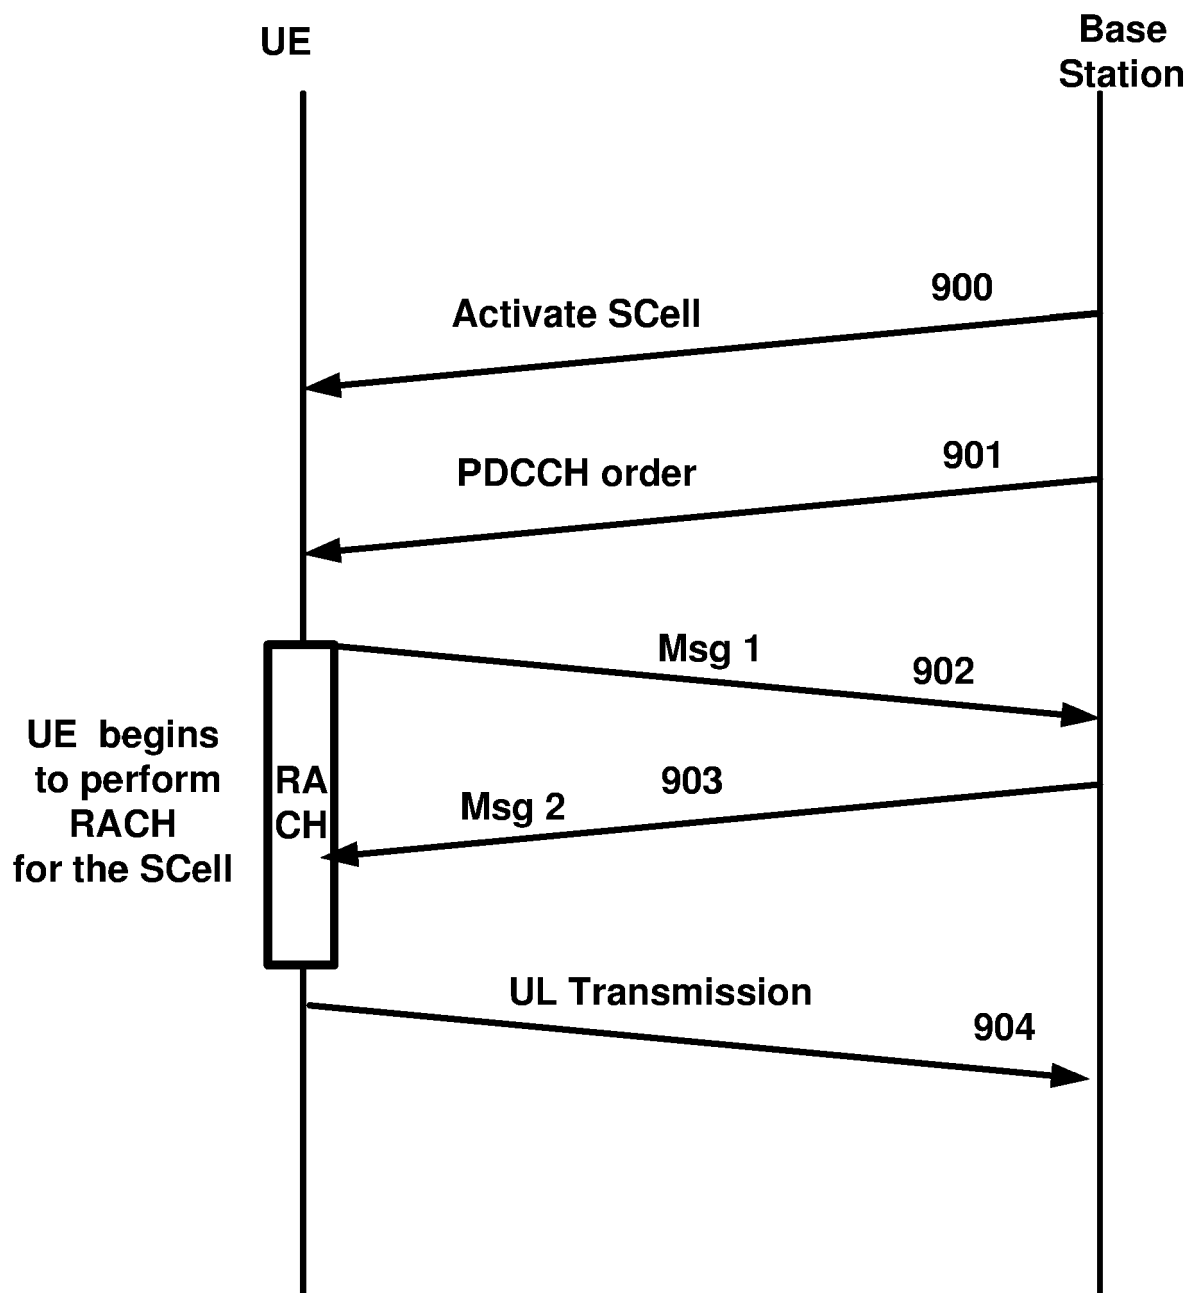 UE
Base
Station
900
Activate SCell
901
PDCCH order
Msg 1
902
UE begins
to perform
RACH
for the SCell
RA
CH
903
Msg 2
UL Transmission
904